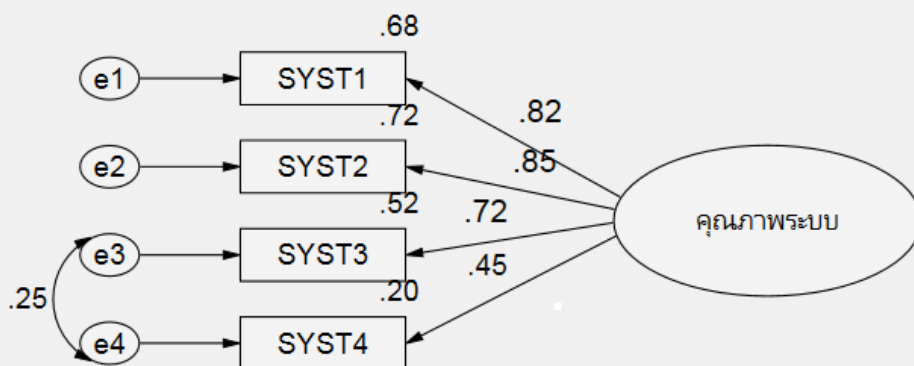 .68
e1
SYST1
.82
.72
e2
SYST2
.85
.52
.72
คุณภาพระบบ
e3
SYST3
.45
.25
.20
e4
SYST4